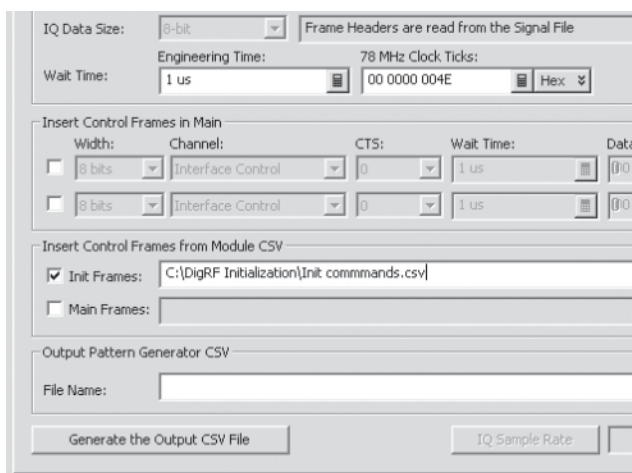 IQ Data Size: 8-bit Frame Headers are read from the Signal File
Engineering Time: 78 MHz Clock Ticks:
Wait Time: 1 us 00 0000 004E Hex
Insert Control Frames in Main
Width: Channel: CTS: Wait Time: Data
8 bits Interface Control 0 1 us
8 bits Interface Control 0 1 us
Insert Control Frames from Module CSV
Init Frames: C:\DigRF Initialization\Init commmands.csv
Main Frames:
Output Pattern Generator CSV
File Name:
Generate the Output CSV File IQ Sample Rate